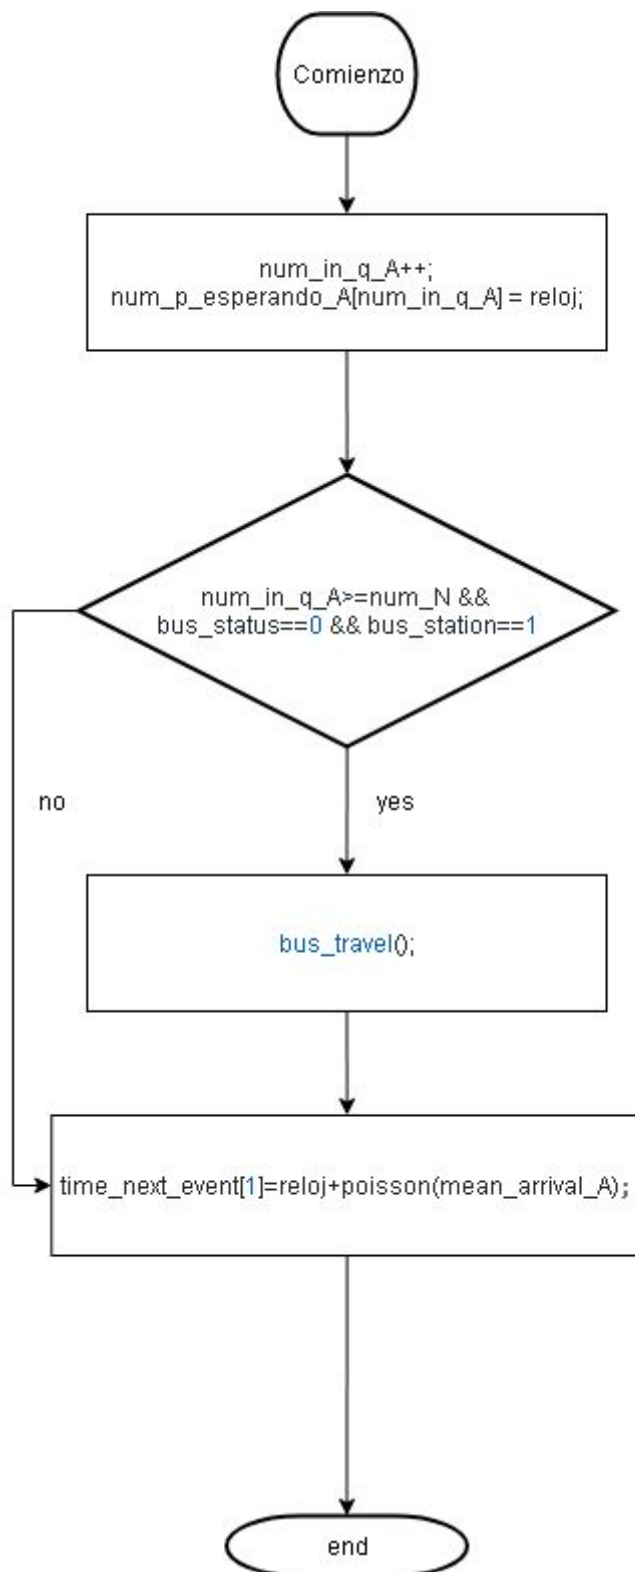 Comienzo
num_in_q_A++;
num_p_esperando_A[num_in_q_A] = reloj;
num_in_q_A>=num_N &&
bus_status==0 && bus_station==1
no
yes
bus_travel();
time_next_event[1]=reloj+poisson(mean_arrival_A);
end